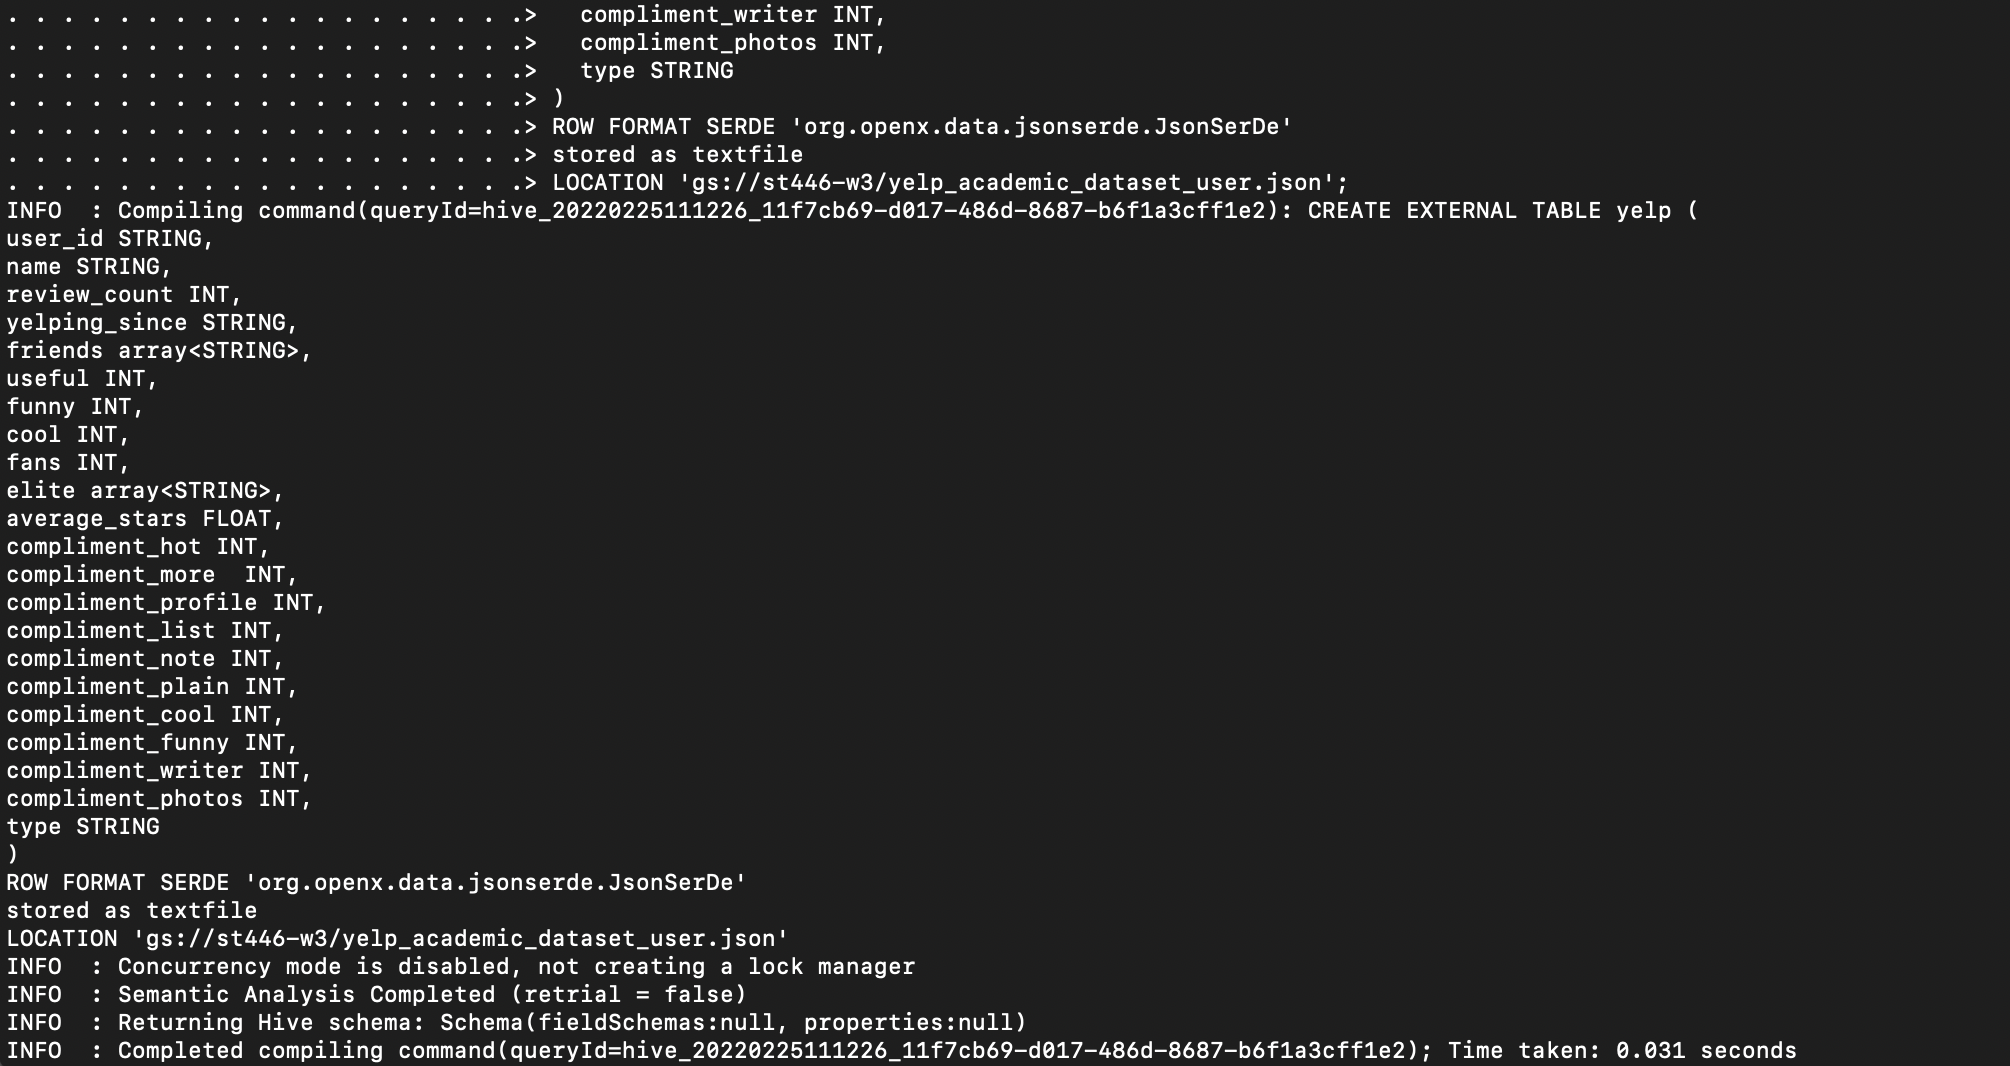 . . . . . . . . . . . . . . . . . . .>   compliment_writer INT,
. . . . . . . . . . . . . . . . . . .>   compliment_photos INT,
. . . . . . . . . . . . . . . . . . .>   type STRING
. . . . . . . . . . . . . . . . . . .> )
. . . . . . . . . . . . . . . . . . .> ROW FORMAT SERDE 'org.openx.data.jsonserde.JsonSerDe'
. . . . . . . . . . . . . . . . . . .> stored as textfile
. . . . . . . . . . . . . . . . . . .> LOCATION 'gs://st446-w3/yelp_academic_dataset_user.json';
INFO  : Compiling command(queryId=hive_20220225111226_11f7cb69-d017-486d-8687-b6f1a3cff1e2): CREATE EXTERNAL TABLE yelp (
user_id STRING,
name STRING,
review_count INT,
yelping_since STRING,
friends array<STRING>,
useful INT,
funny INT,
cool INT,
fans INT,
elite array<STRING>,
average_stars FLOAT,
compliment_hot INT,
compliment_more  INT,
compliment_profile INT,
compliment_list INT,
compliment_note INT,
compliment_plain INT,
compliment_cool INT,
compliment_funny INT,
compliment_writer INT,
compliment_photos INT,
type STRING
)
ROW FORMAT SERDE 'org.openx.data.jsonserde.JsonSerDe'
stored as textfile
LOCATION 'gs://st446-w3/yelp_academic_dataset_user.json'
INFO  : Concurrency mode is disabled, not creating a lock manager
INFO  : Semantic Analysis Completed (retrial = false)
INFO  : Returning Hive schema: Schema(fieldSchemas:null, properties:null)
INFO  : Completed compiling command(queryId=hive_20220225111226_11f7cb69-d017-486d-8687-b6f1a3cff1e2); Time taken: 0.031 seconds